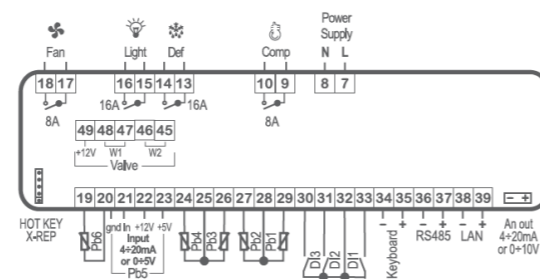 Power
Supply
Fan Light Def Comp N L
18 17 16 15 14 13 10 9 8 7
8A 16A 16A 8A
49 48 47 46 45
+12V W1 W2
Valve
19 20 21 22 23 24 25 26 27 28 29 30 31 32 33 34 35 36 37 38 39 - +
HOT KEY
X-REP
Pb6
gnd In +12V +5V
Input
4÷20mA
or 0÷5V
Pb5
Pb4 Pb3 Pb2 Pb1
DI3 DI2 DI1
- + - + - +
Keyboard RS485 LAN
An out
4÷20mA
or 0÷10V